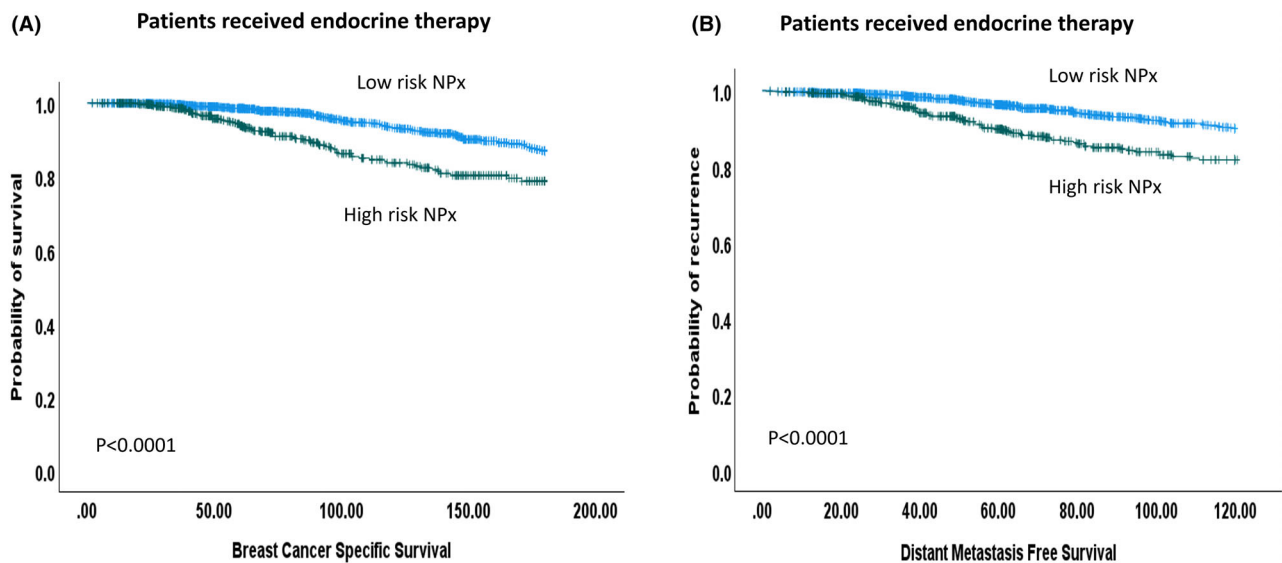 (A)
Patients received endocrine therapy
Low risk NPx
High risk NPx
P<0.0001
Probability of survival
1.0
0.8
0.6
0.4
0.2
0.0
.00 50.00 100.00 150.00 200.00
Breast Cancer Specific Survival
(B)
Patients received endocrine therapy
Low risk NPx
High risk NPx
P<0.0001
Probability of recurrence
1.0
0.8
0.6
0.4
0.2
0.0
.00 20.00 40.00 60.00 80.00 100.00 120.00
Distant Metastasis Free Survival